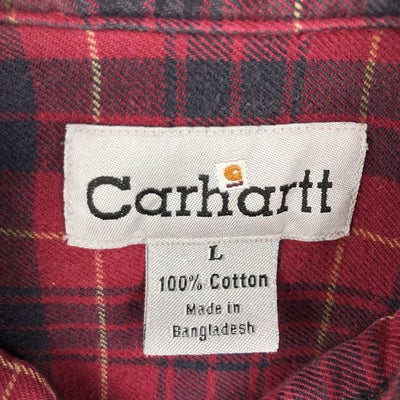 Carhartt
L
100% Cotton
Made in
Bangladesh